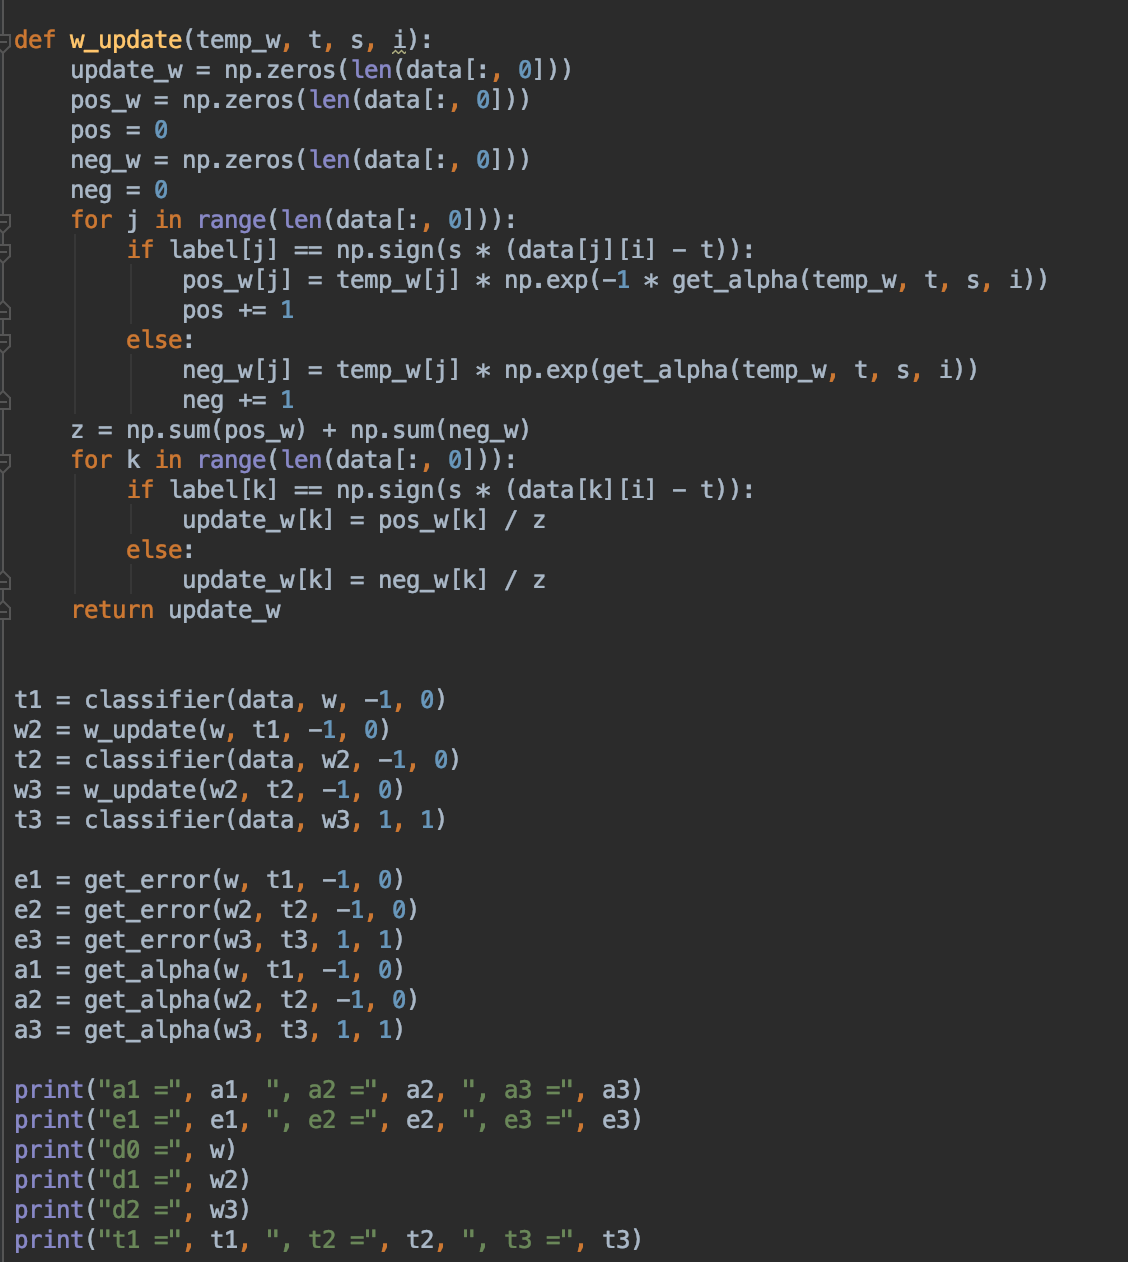 def w_update(temp_w, t, s, i):
    update_w = np.zeros(len(data[:, 0]))
    pos_w = np.zeros(len(data[:, 0]))
    pos = 0
    neg_w = np.zeros(len(data[:, 0]))
    neg = 0
    for j in range(len(data[:, 0])):
        if label[j] == np.sign(s * (data[j][i] - t)):
            pos_w[j] = temp_w[j] * np.exp(-1 * get_alpha(temp_w, t, s, i))
            pos += 1
        else:
            neg_w[j] = temp_w[j] * np.exp(get_alpha(temp_w, t, s, i))
            neg += 1
    z = np.sum(pos_w) + np.sum(neg_w)
    for k in range(len(data[:, 0])):
        if label[k] == np.sign(s * (data[k][i] - t)):
            update_w[k] = pos_w[k] / z
        else:
            update_w[k] = neg_w[k] / z
    return update_w
t1 = classifier(data, w, -1, 0)
w2 = w_update(w, t1, -1, 0)
t2 = classifier(data, w2, -1, 0)
w3 = w_update(w2, t2, -1, 0)
t3 = classifier(data, w3, 1, 1)
e1 = get_error(w, t1, -1, 0)
e2 = get_error(w2, t2, -1, 0)
e3 = get_error(w3, t3, 1, 1)
a1 = get_alpha(w, t1, -1, 0)
a2 = get_alpha(w2, t2, -1, 0)
a3 = get_alpha(w3, t3, 1, 1)
print("a1 =", a1, ", a2 =", a2, ", a3 =", a3)
print("e1 =", e1, ", e2 =", e2, ", e3 =", e3)
print("d0 =", w)
print("d1 =", w2)
print("d2 =", w3)
print("t1 =", t1, ", t2 =", t2, ", t3 =", t3)